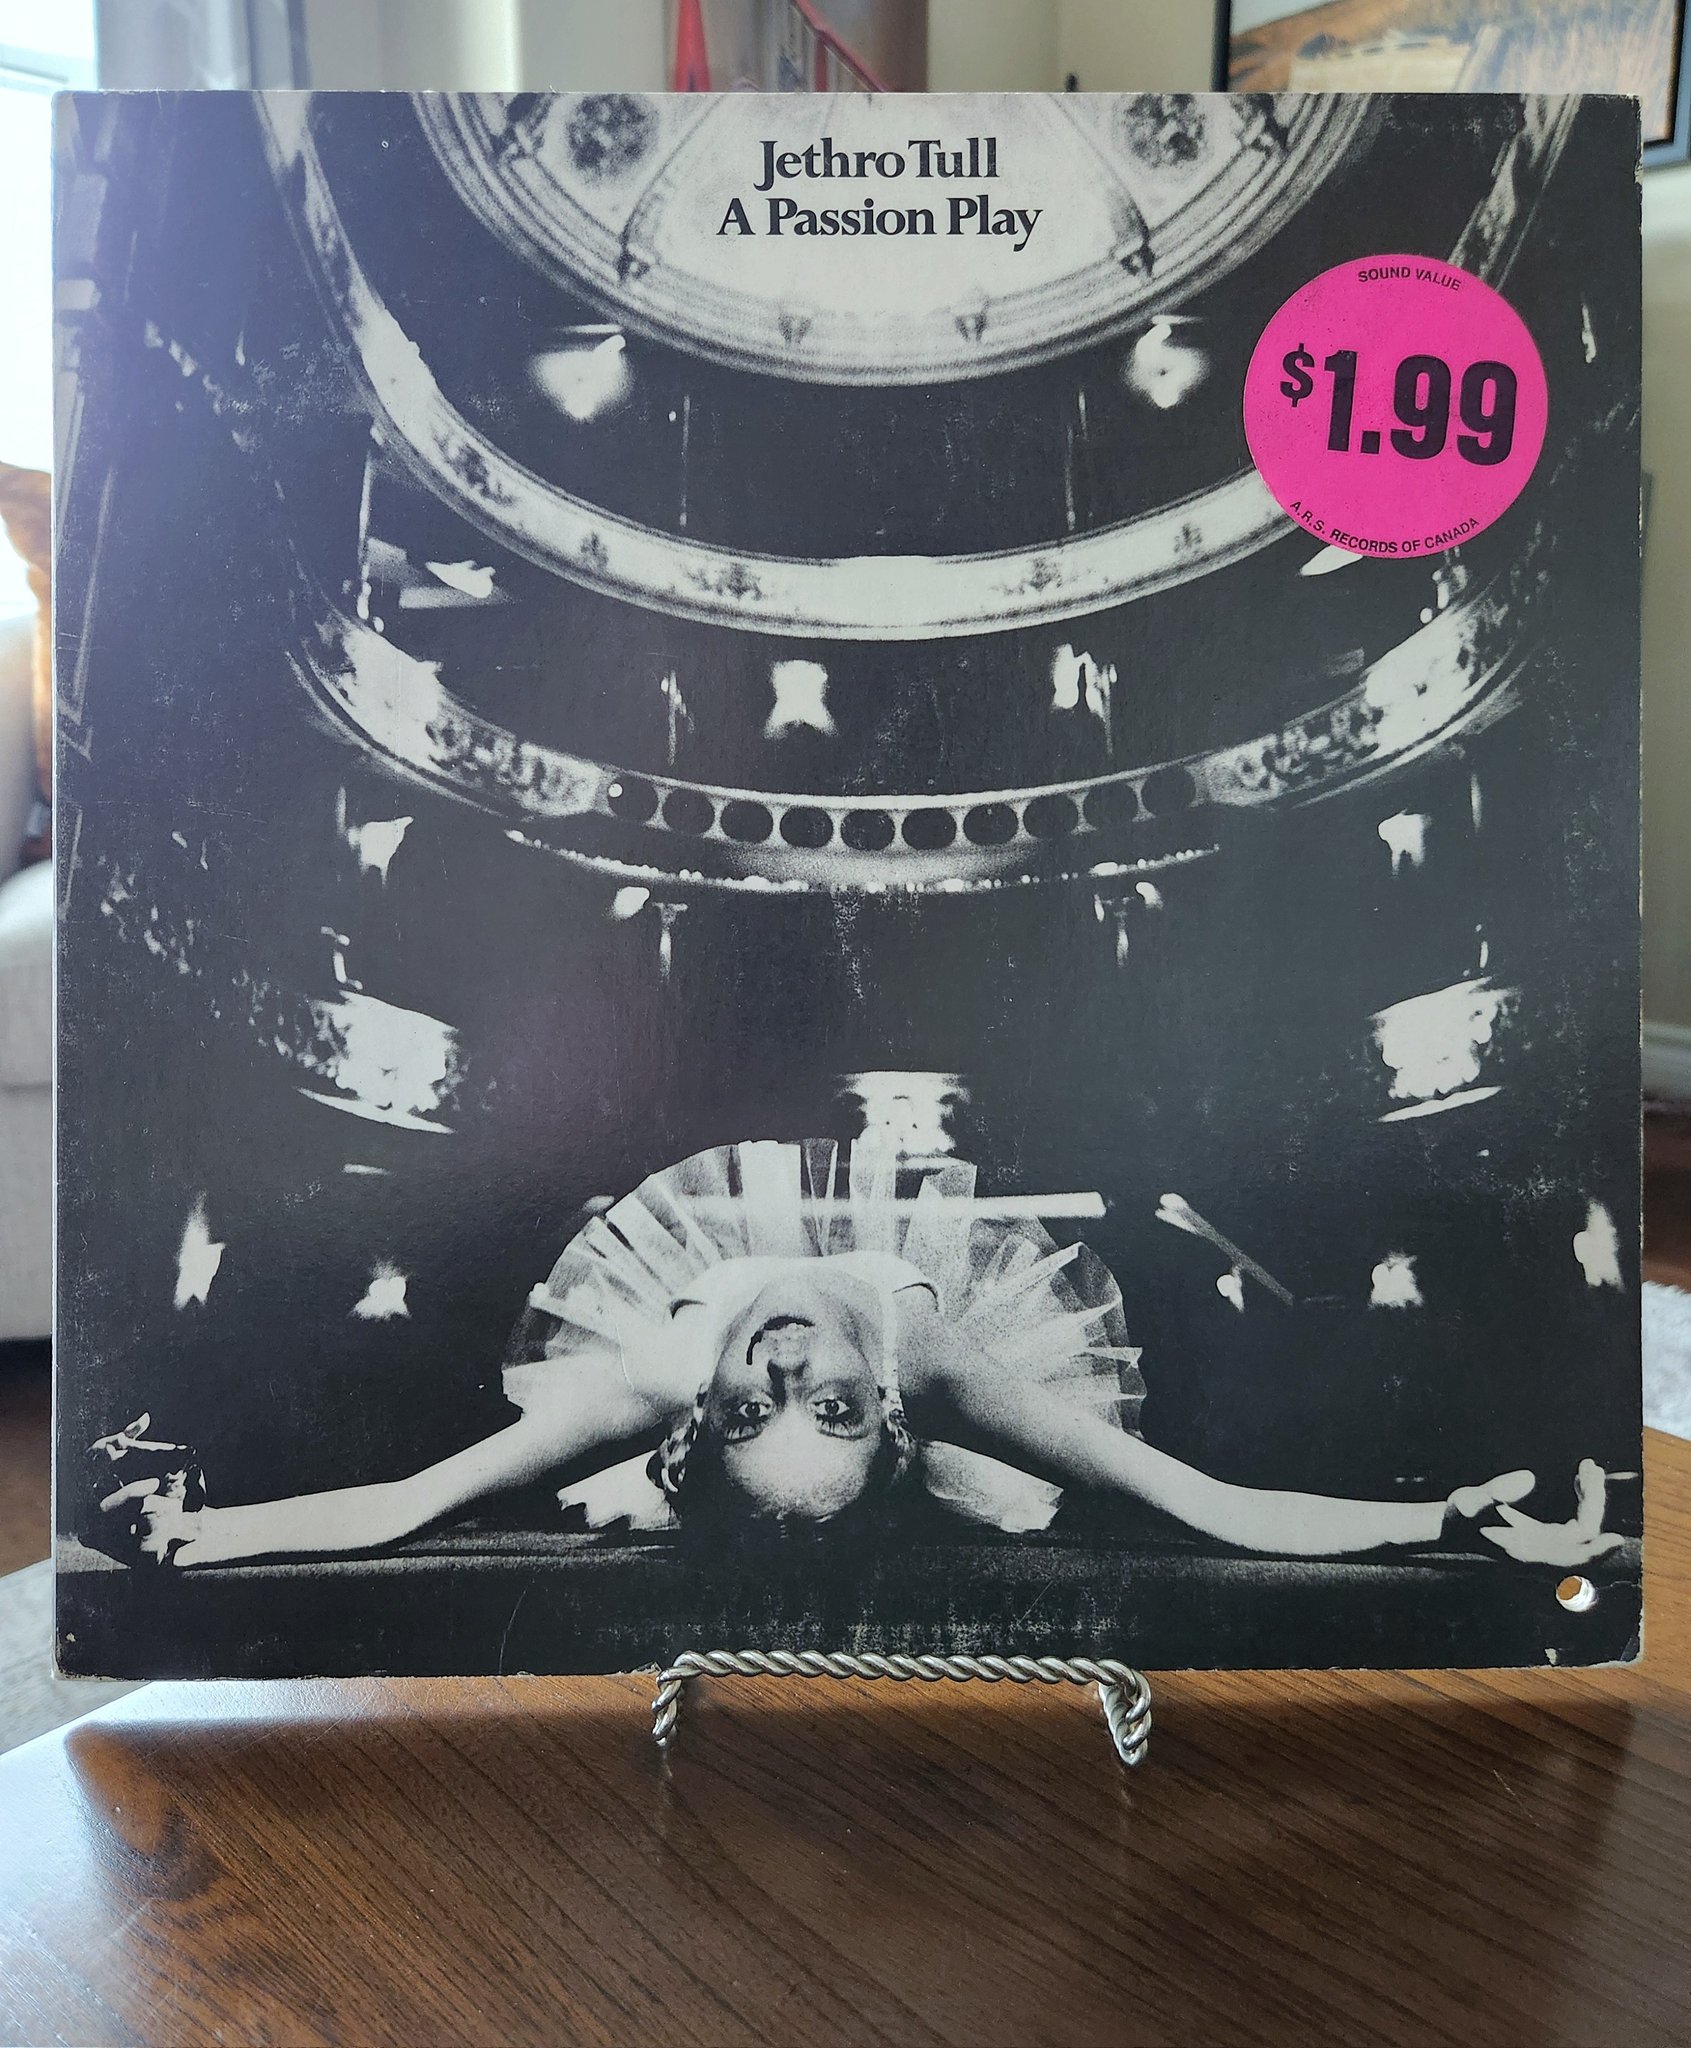 Jethro Tull
A Passion Play
SOUND VALUE
$1.99
A.R.S. RECORDS OF CANADA